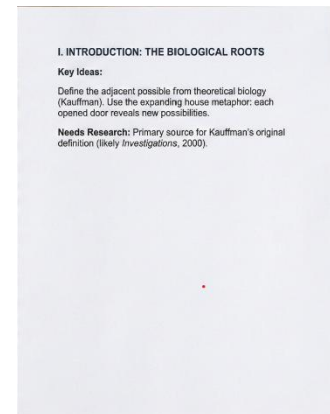 I. INTRODUCTION: THE BIOLOGICAL ROOTS
Key Ideas:
Define the adjacent possible from theoretical biology
(Kauffman). Use the expanding house metaphor: each
opened door reveals new possibilities.
Needs Research: Primary source for Kauffman's original
definition (likely Investigations, 2000).